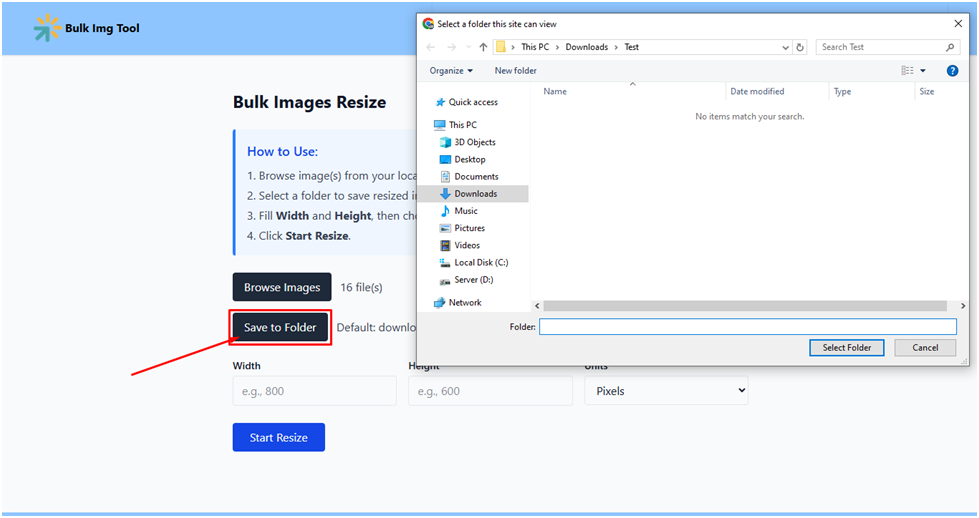 Bulk Img Tool
Bulk Images Resize
How to Use:
1. Browse image(s) from your loca
2. Select a folder to save resized i
3. Fill Width and Height, then cho
4. Click Start Resize.
Browse Images 16 file(s)
Save to Folder Default: downlo
Width Height Units
e.g., 800 e.g., 600 Pixels
Start Resize
Select a folder this site can view
This PC > Downloads > Test
Search Test
Organize New folder
Name Date modified Type Size
No items match your search.
Quick access
This PC
3D Objects
Desktop
Documents
Downloads
Music
Pictures
Videos
Local Disk (C:)
Server (D:)
Network
Folder:
Select Folder Cancel